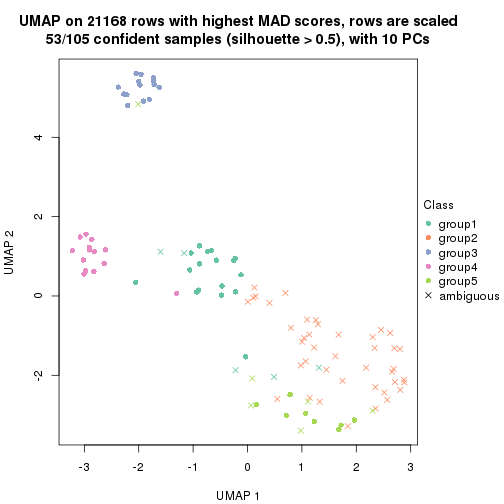 UMAP on 21168 rows with highest MAD scores, rows are scaled
53/105 confident samples (silhouette > 0.5), with 10 PCs
4
2
0
-2
UMAP 2
-3
-2
-1
0
1
2
3
UMAP 1
Class
group1
group2
group3
group4
group5
ambiguous